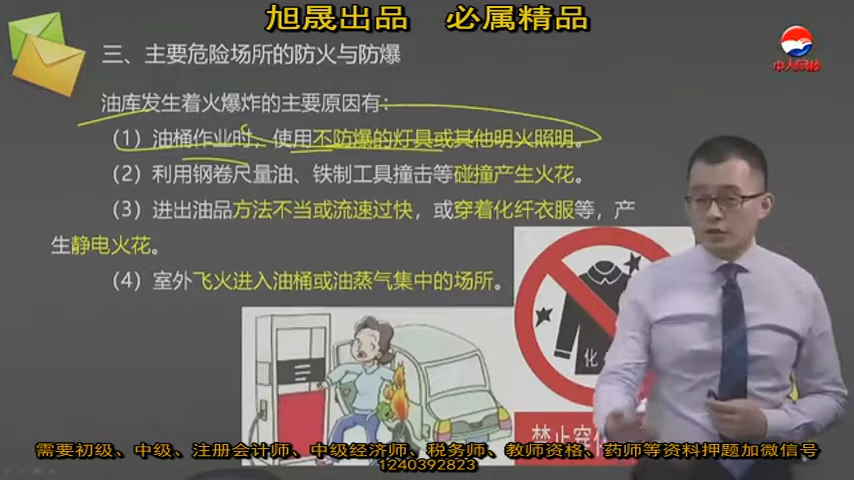 旭晟出品 必属精品
三、主要危险场所的防火与防爆
油库发生着火爆炸的主要原因有：
（1）油桶作业时，使用不防爆的灯具或其他明火照明。
（2）利用钢卷尺量油、铁制工具撞击等碰撞产生火花。
（3）进出油品方法不当或流速过快，或穿着化纤衣服等，产
生静电火花。
（4）室外飞火进入油桶或油蒸气集中的场所。
化
禁止穿化
需要初级、中级、注册会计师、中级经济师、税务师、教师资格、药师等资料押题加微信号
1240392823